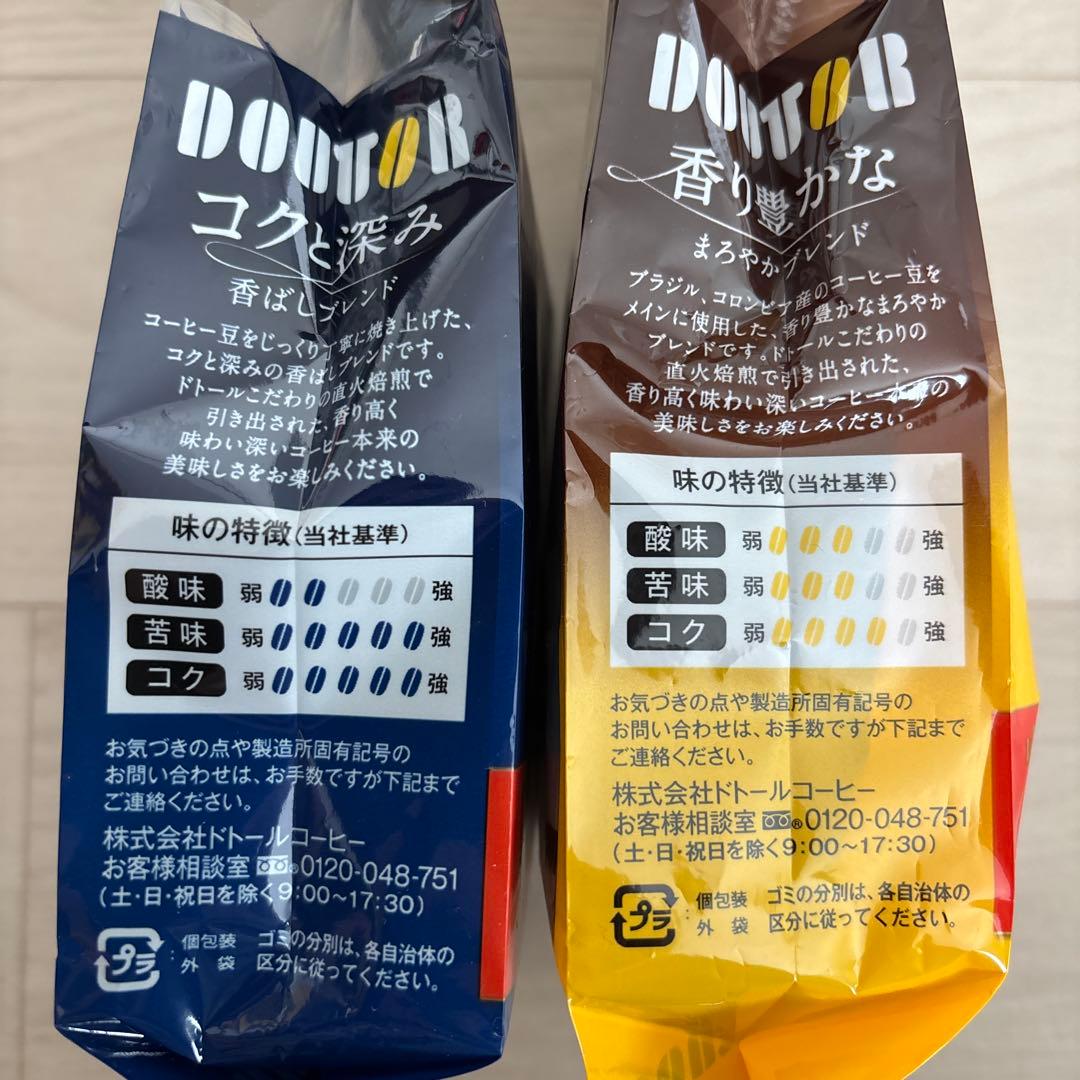 DOUTOR
コクと深み
香ばしブレンド
コーヒー豆をじっくり丁寧に焼き上げた、
コクと深みの香ばしブレンドです。
ドトールこだわりの直火焙煎で
引き出された、香り高く
味わい深いコーヒー本来の
美味しさをお楽しみください。
味の特徴(当社基準)
酸味 弱 強
苦味 弱 強
コク 弱 強
お気づきの点や製造所固有記号の
お問い合わせは、お手数ですが下記まで
ご連絡ください。
株式会社ドトールコーヒー
お客様相談室 ® 0120-048-751
(土・日・祝日を除く9:00〜17:30)
プラ : 個包装 外袋
ゴミの分別は、各自治体の
区分に従ってください。
DOUTOR
香り豊かな
まろやかブレンド
ブラジル、コロンビア産のコーヒー豆を
メインに使用した、香り豊かなまろやか
ブレンドです。ドトールこだわりの
直火焙煎で引き出された、
香り高く味わい深いコーヒー本来の
美味しさをお楽しみください。
味の特徴(当社基準)
酸味 弱 強
苦味 弱 強
コク 弱 強
お気づきの点や製造所固有記号の
お問い合わせは、お手数ですが下記まで
ご連絡ください。
株式会社ドトールコーヒー
お客様相談室 ® 0120-048-751
(土・日・祝日を除く9:00〜17:30)
プラ : 個包装 外袋
ゴミの分別は、各自治体の
区分に従ってください。